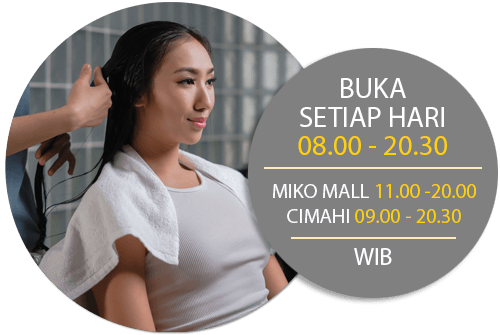 BUKA
SETIAP HARI
08.00 - 20.30
MIKO MALL 11.00 -20.00
CIMAHI 09.00 - 20.30
WIB